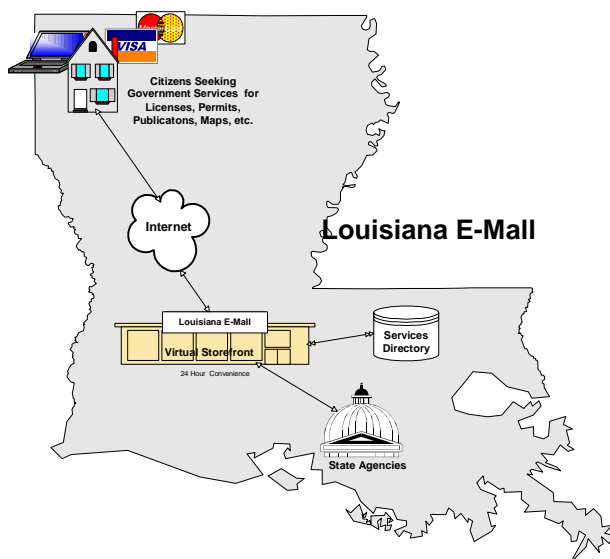 MasterCard
VISA
Citizens Seeking
Government Services for
Licenses, Permits,
Publicatons, Maps, etc.
Internet
Louisiana E-Mall
Louisiana E-Mall
Virtual Storefront
24 Hour Convenience
Services
Directory
State Agencies